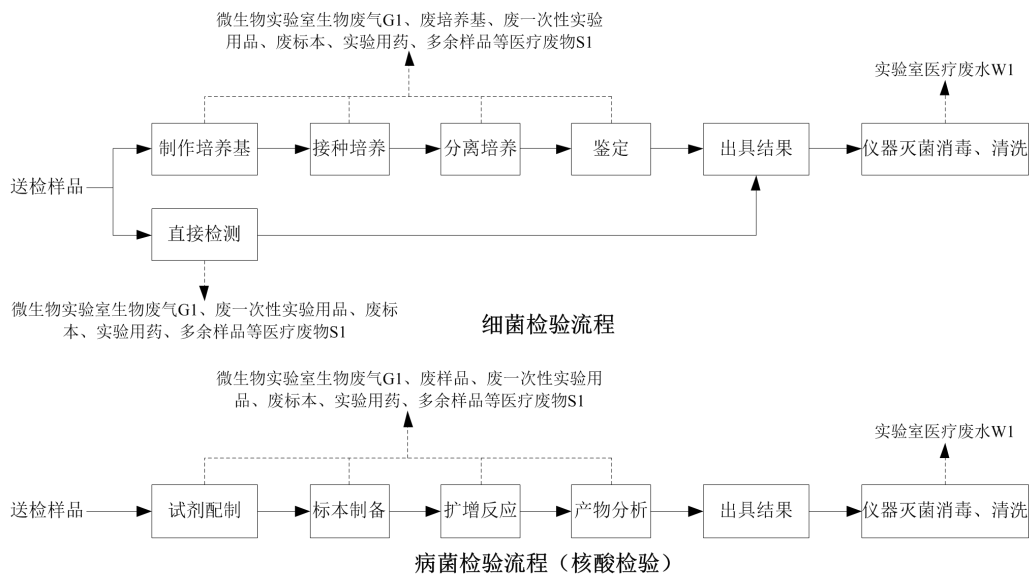 微生物实验室生物废气G1、废培养基、废一次性实验
用品、废标本、实验用药、多余样品等医疗废物S1
实验室医疗废水W1
制作培养基
接种培养
分离培养
鉴定
出具结果
仪器灭菌消毒、清洗
送检样品
直接检测
微生物实验室生物废气G1、废一次性实验用品、废标
本、实验用药、多余样品等医疗废物S1
细菌检验流程
微生物实验室生物废气G1、废样品、废一次性实验用
品、废标本、实验用药、多余样品等医疗废物S1
实验室医疗废水W1
送检样品
试剂配制
标本制备
扩增反应
产物分析
出具结果
仪器灭菌消毒、清洗
病菌检验流程（核酸检验）